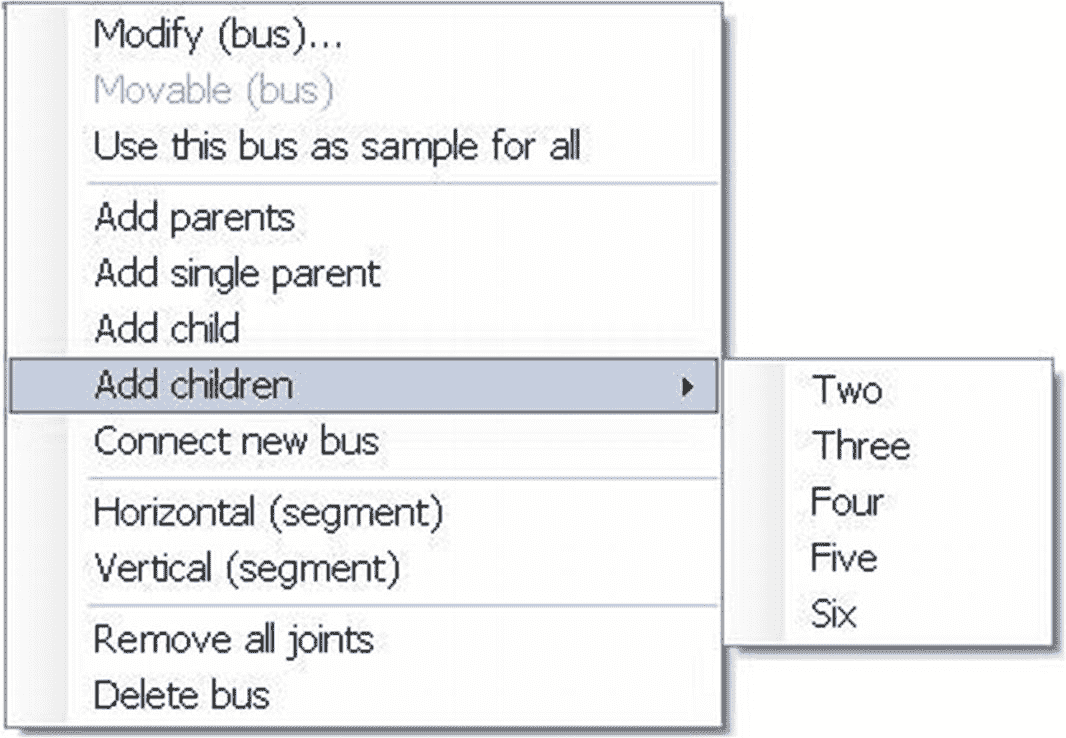 Modify (bus)...
Movable (bus)
Use this bus as sample for all
Add parents
Add single parent
Add child
Add children
Connect new bus
Horizontal (segment)
Vertical (segment)
Remove all joints
Delete bus
Two
Three
Four
Five
Six